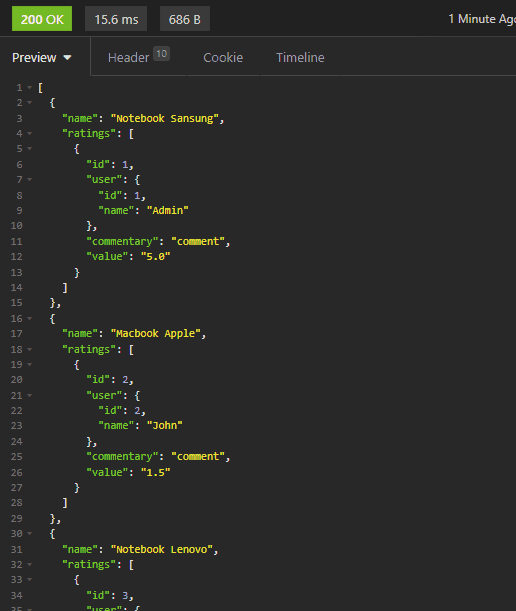 200 OK 15.6 ms 686 B 1 Minute Ago
Preview Header 10 Cookie Timeline
1 [
2 {
3 "name": "Notebook Sansung",
4 "ratings": [
5 {
6 "id": 1,
7 "user": {
8 "id": 1,
9 "name": "Admin"
10 },
11 "commentary": "comment",
12 "value": "5.0"
13 }
14 ]
15 },
16 {
17 "name": "Macbook Apple",
18 "ratings": [
19 {
20 "id": 2,
21 "user": {
22 "id": 2,
23 "name": "John"
24 },
25 "commentary": "comment",
26 "value": "1.5"
27 }
28 ]
29 },
30 {
31 "name": "Notebook Lenovo",
32 "ratings": [
33 {
34 "id": 3,
35 "user": {